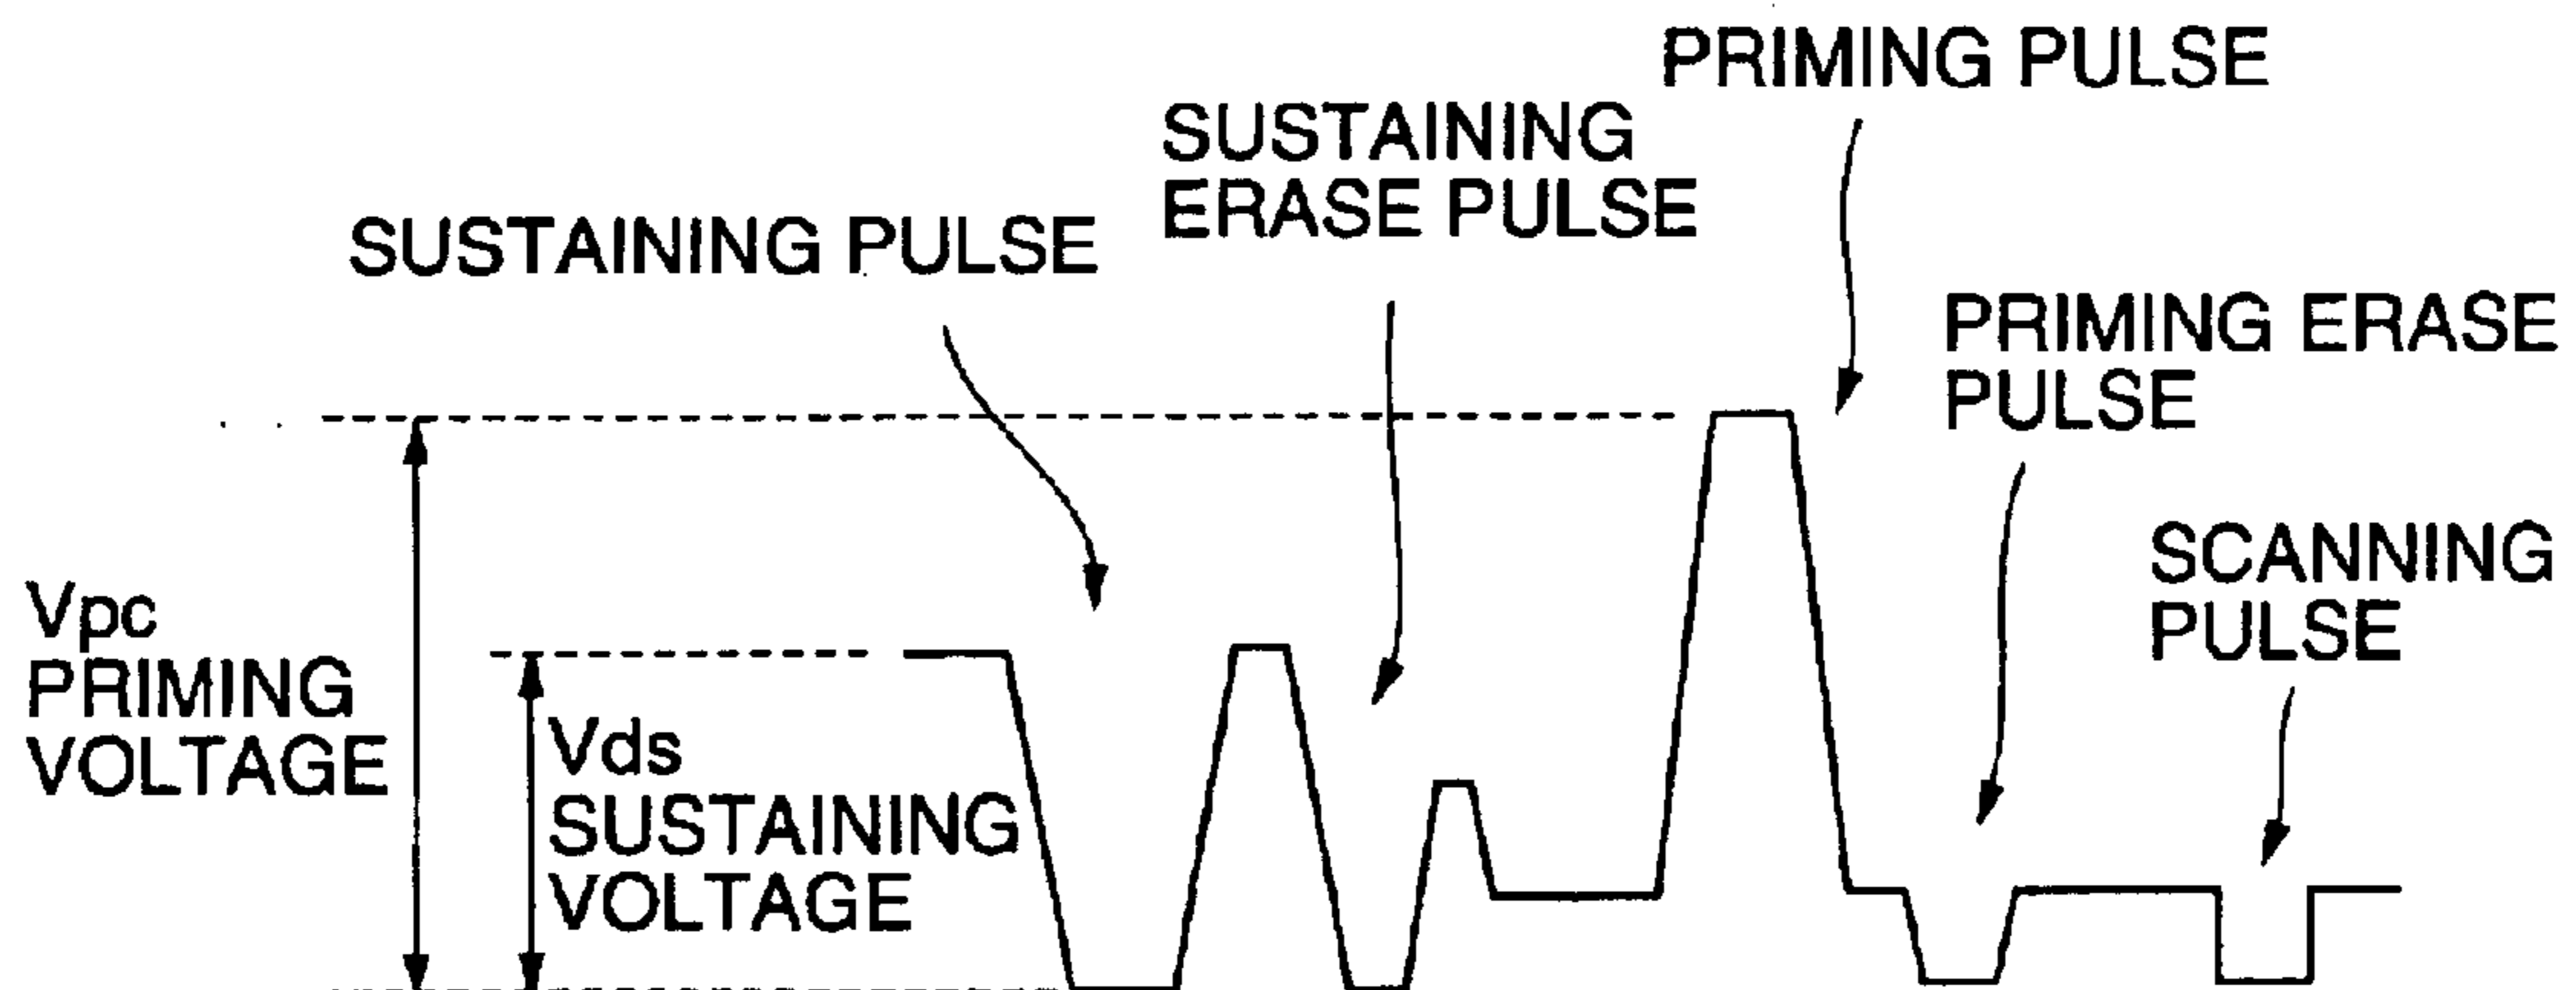 PRIMING PULSE
SUSTAINING
ERASE PULSE
SUSTAINING PULSE
PRIMING ERASE
PULSE
SCANNING
PULSE
Vpc
PRIMING
VOLTAGE
Vds
SUSTAINING
VOLTAGE